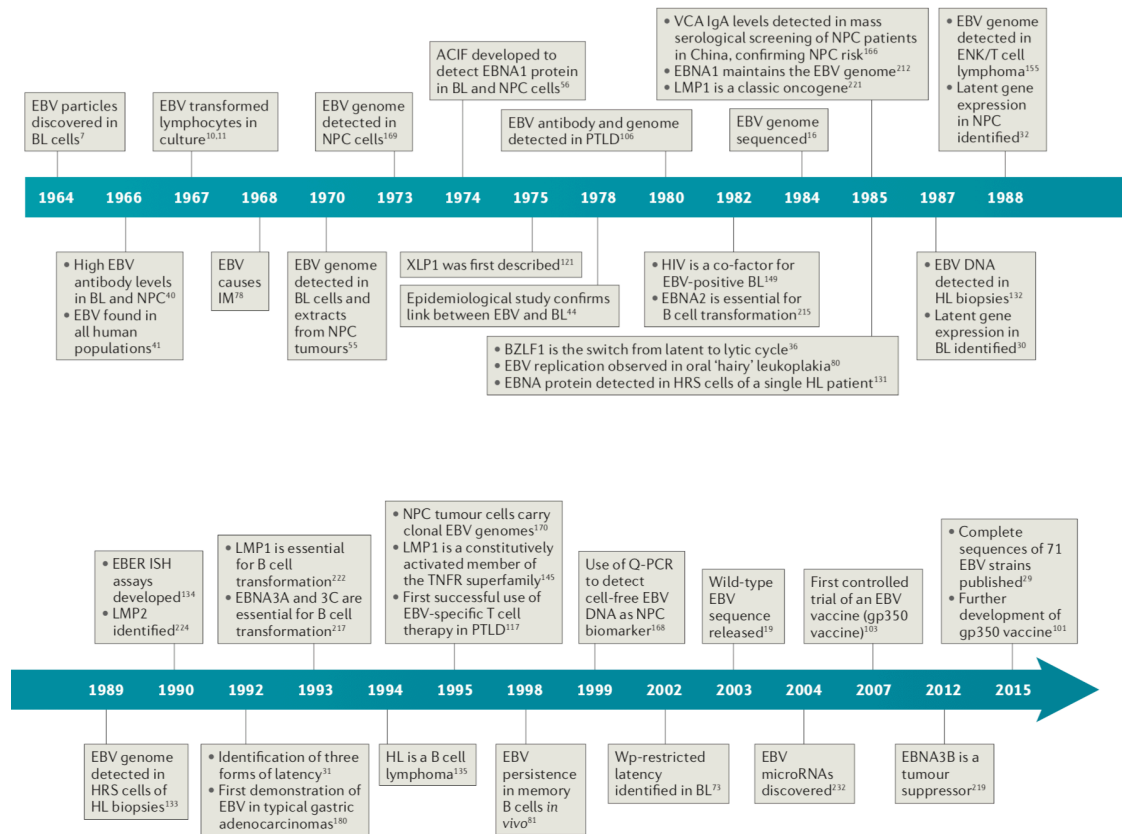 • VCA IgA levels detected in mass
serological screening of NPC patients
in China, confirming NPC risk166
• EBNA1 maintains the EBV genome212
• LMP1 is a classic oncogene221
• EBV genome
detected in
ENK/T cell
lymphoma155
• Latent gene
expression
in NPC
identified32
ACIF developed to
detect EBNA1 protein
in BL and NPC cells56
EBV particles
discovered in
BL cells7
EBV transformed
lymphocytes in
culture10,11
EBV genome
detected in
NPC cells169
EBV antibody and genome
detected in PTLD106
EBV genome
sequenced16
1964 1966 1967 1968 1970 1973 1974 1975 1978 1980 1982 1984 1985 1987 1988
• High EBV
antibody levels
in BL and NPC40
• EBV found in
all human
populations41
EBV
causes
IM78
EBV genome
detected in
BL cells and
extracts
from NPC
tumours55
XLP1 was first described121
Epidemiological study confirms
link between EBV and BL44
• HIV is a co-factor for
EBV-positive BL149
• EBNA2 is essential for
B cell transformation215
• BZLF1 is the switch from latent to lytic cycle36
• EBV replication observed in oral ‘hairy’ leukoplakia80
• EBNA protein detected in HRS cells of a single HL patient131
• EBV DNA
detected in
HL biopsies132
• Latent gene
expression in
BL identified30
• EBER ISH
assays
developed134
• LMP2
identified224
• LMP1 is essential
for B cell
transformation222
• EBNA3A and 3C are
essential for B cell
transformation217
• NPC tumour cells carry
clonal EBV genomes170
• LMP1 is a constitutively
activated member of
the TNFR superfamily145
• First successful use of
EBV-specific T cell
therapy in PTLD117
Use of Q-PCR
to detect
cell-free EBV
DNA as NPC
biomarker168
Wild-type
EBV
sequence
released19
First controlled
trial of an EBV
vaccine (gp350
vaccine)103
• Complete
sequences of 71
EBV strains
published29
• Further
development of
gp350 vaccine101
1989 1990 1992 1993 1994 1995 1998 1999 2002 2003 2004 2007 2012 2015
EBV genome
detected in
HRS cells of
HL biopsies133
• Identification of three
forms of latency31
• First demonstration of
EBV in typical gastric
adenocarcinomas180
HL is a B cell
lymphoma135
EBV
persistence
in memory
B cells in
vivo81
Wp-restricted
latency
identified in BL73
EBV
microRNAs
discovered232
EBNA3B is a
tumour
suppressor219